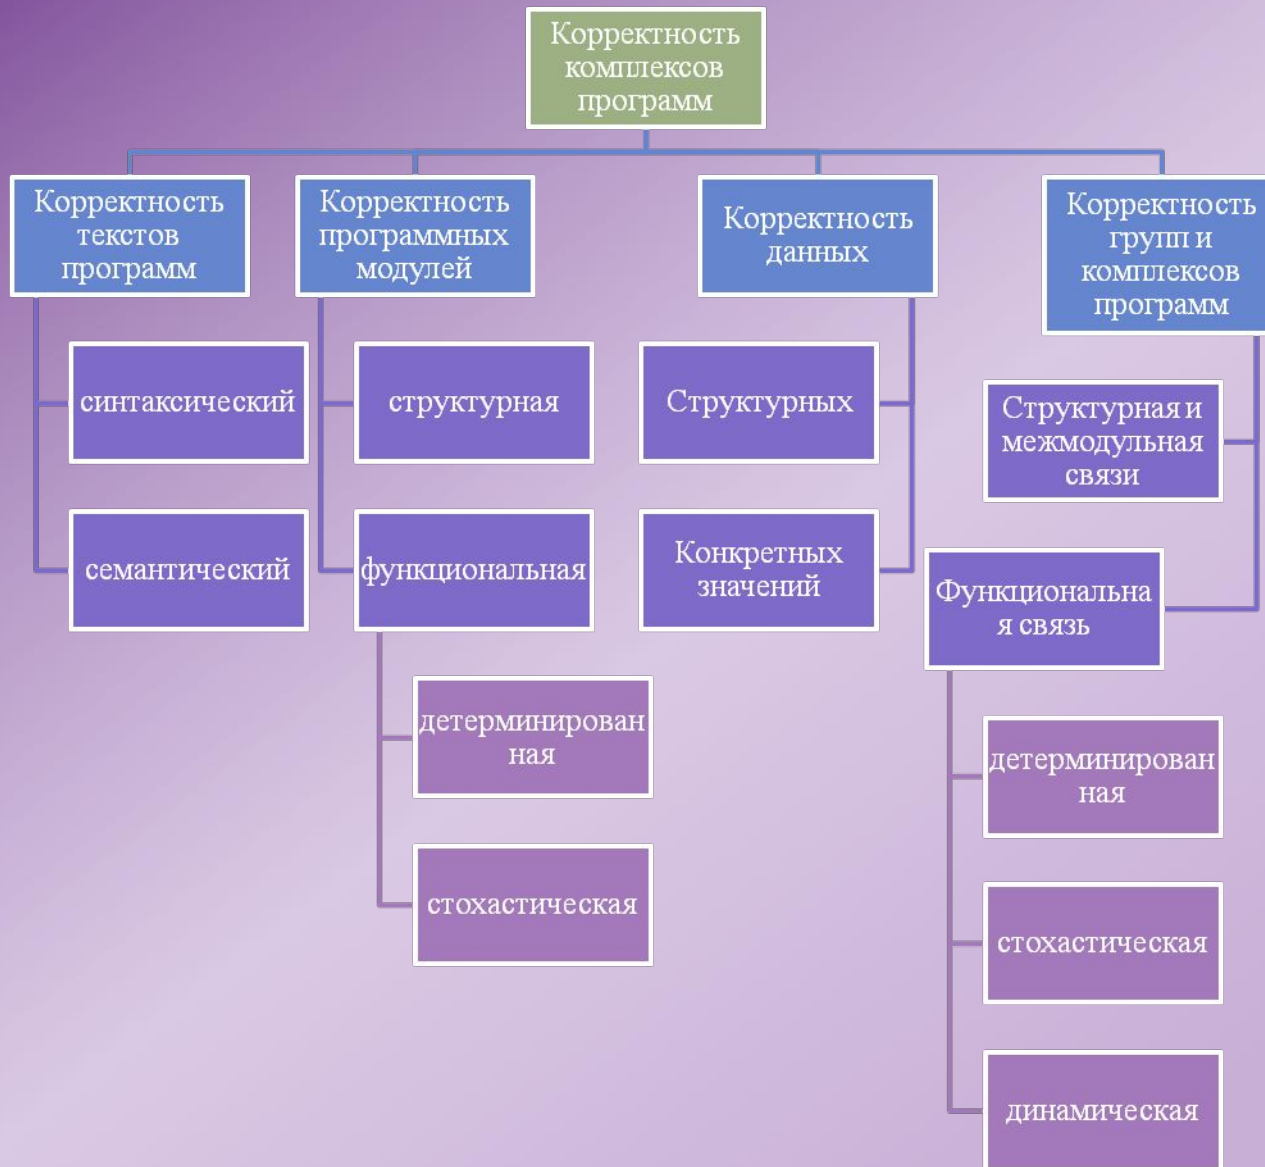 Корректность
комплексов
программ
Корректность
текстов
программ
синтаксический
семантический
Корректность
программных
модулей
структурная
функциональная
детерминирован
ная
стохастическая
Корректность
данных
Структурных
Конкретных
значений
Корректность
групп и
комплексов
программ
Структурная и
межмодульная
связи
Функциональна
я связь
детерминирован
ная
стохастическая
динамическая